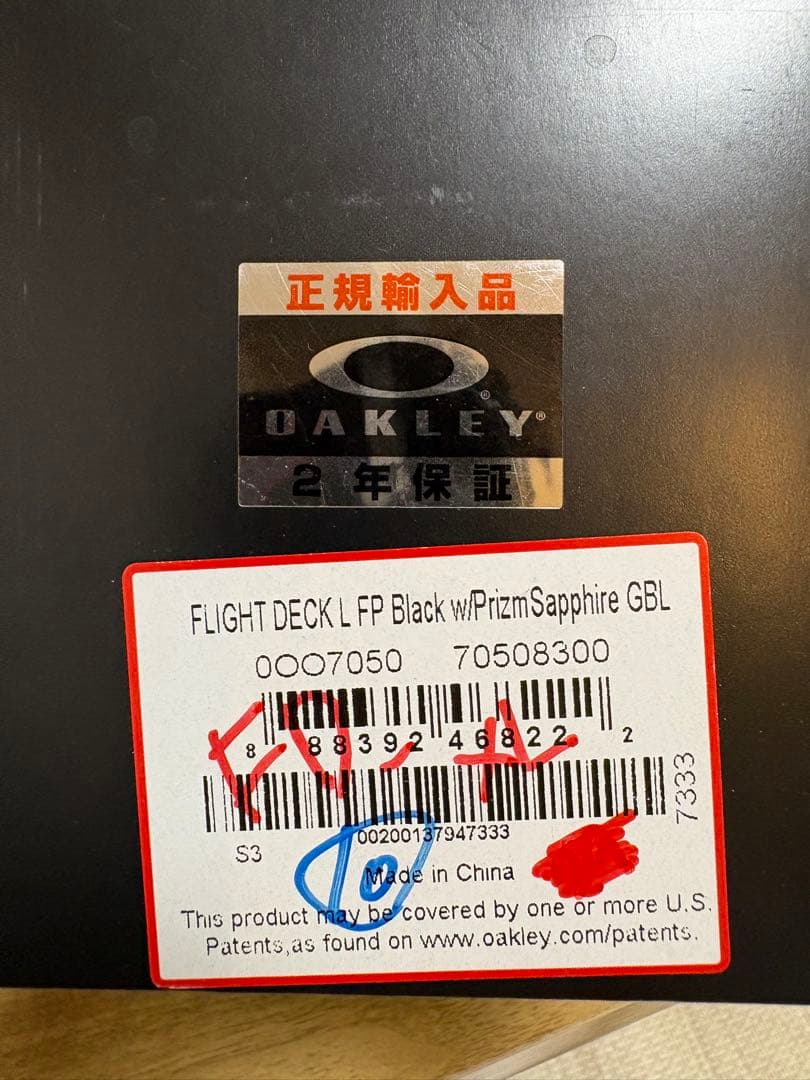 正規輸入品
OAKLEY®
2年保証
FLIGHT DECK L FP Black w/PrizmSapphire GBL
0OO7050 70508300
8 88392 46822 2
7333
00200137947333
S3
10
Made in China
This product may be covered by one or more U.S.
Patents,as found on www.oakley.com/patents.